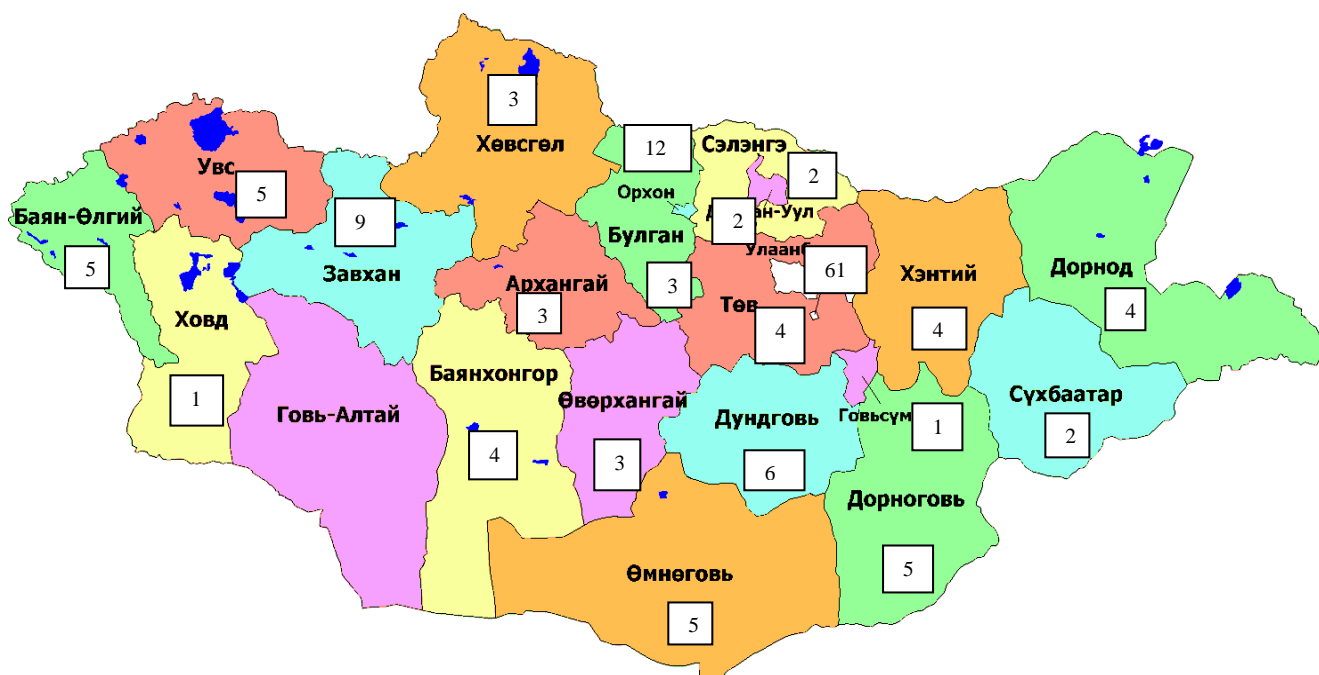 3
Хөвсгөл
12
Сэлэнгэ
2
Увс
5
Орхон
Баян-Өлгий
5
9
Завхан
2
Булган
3
Улаанб
61
Хэнтий
4
Дорнод
4
Архангай
3
Төв
4
Ховд
1
Говь-Алтай
Баянхонгор
4
Өвөрхангай
3
Дундговь
6
Говьсүм
1
Сүхбаатар
2
Дорноговь
5
Өмнөговь
5